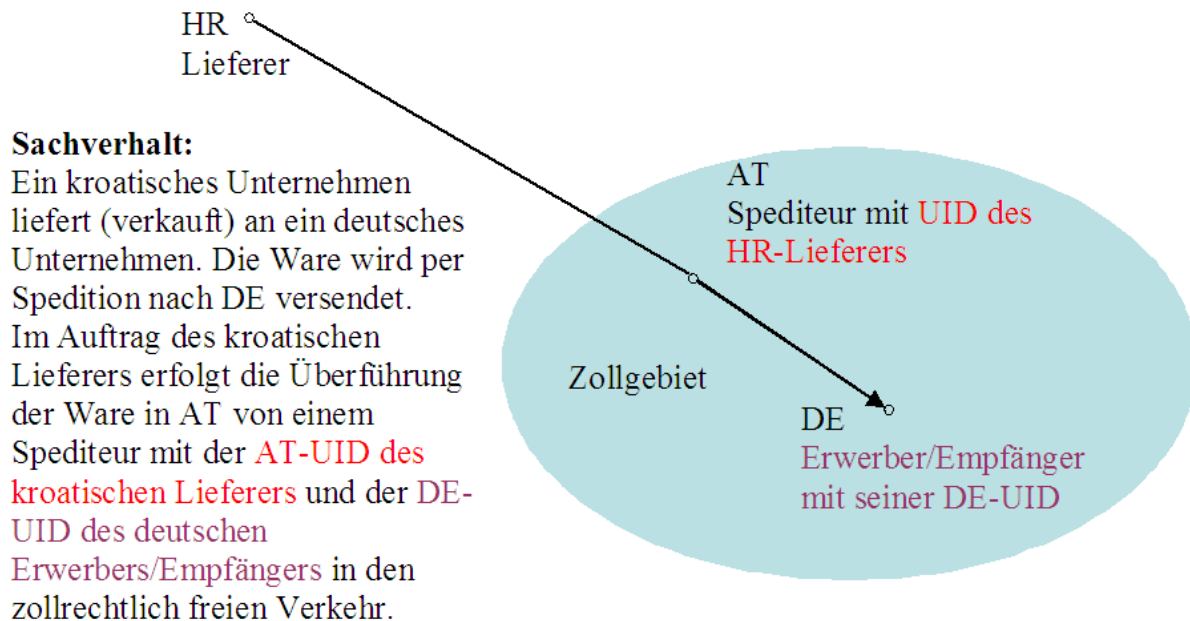 HR
Lieferer
Sachverhalt:
Ein kroatisches Unternehmen
liefert (verkauft) an ein deutsches
Unternehmen. Die Ware wird per
Spedition nach DE versendet.
Im Auftrag des kroatischen
Lieferers erfolgt die Überführung
der Ware in AT von einem
Spediteur mit der AT-UID des
kroatischen Lieferers und der DE-
UID des deutschen
Erwerbers/Empfängers in den
zollrechtlich freien Verkehr.
AT
Spediteur mit UID des
HR-Lieferers
Zollgebiet
DE
Erwerber/Empfänger
mit seiner DE-UID